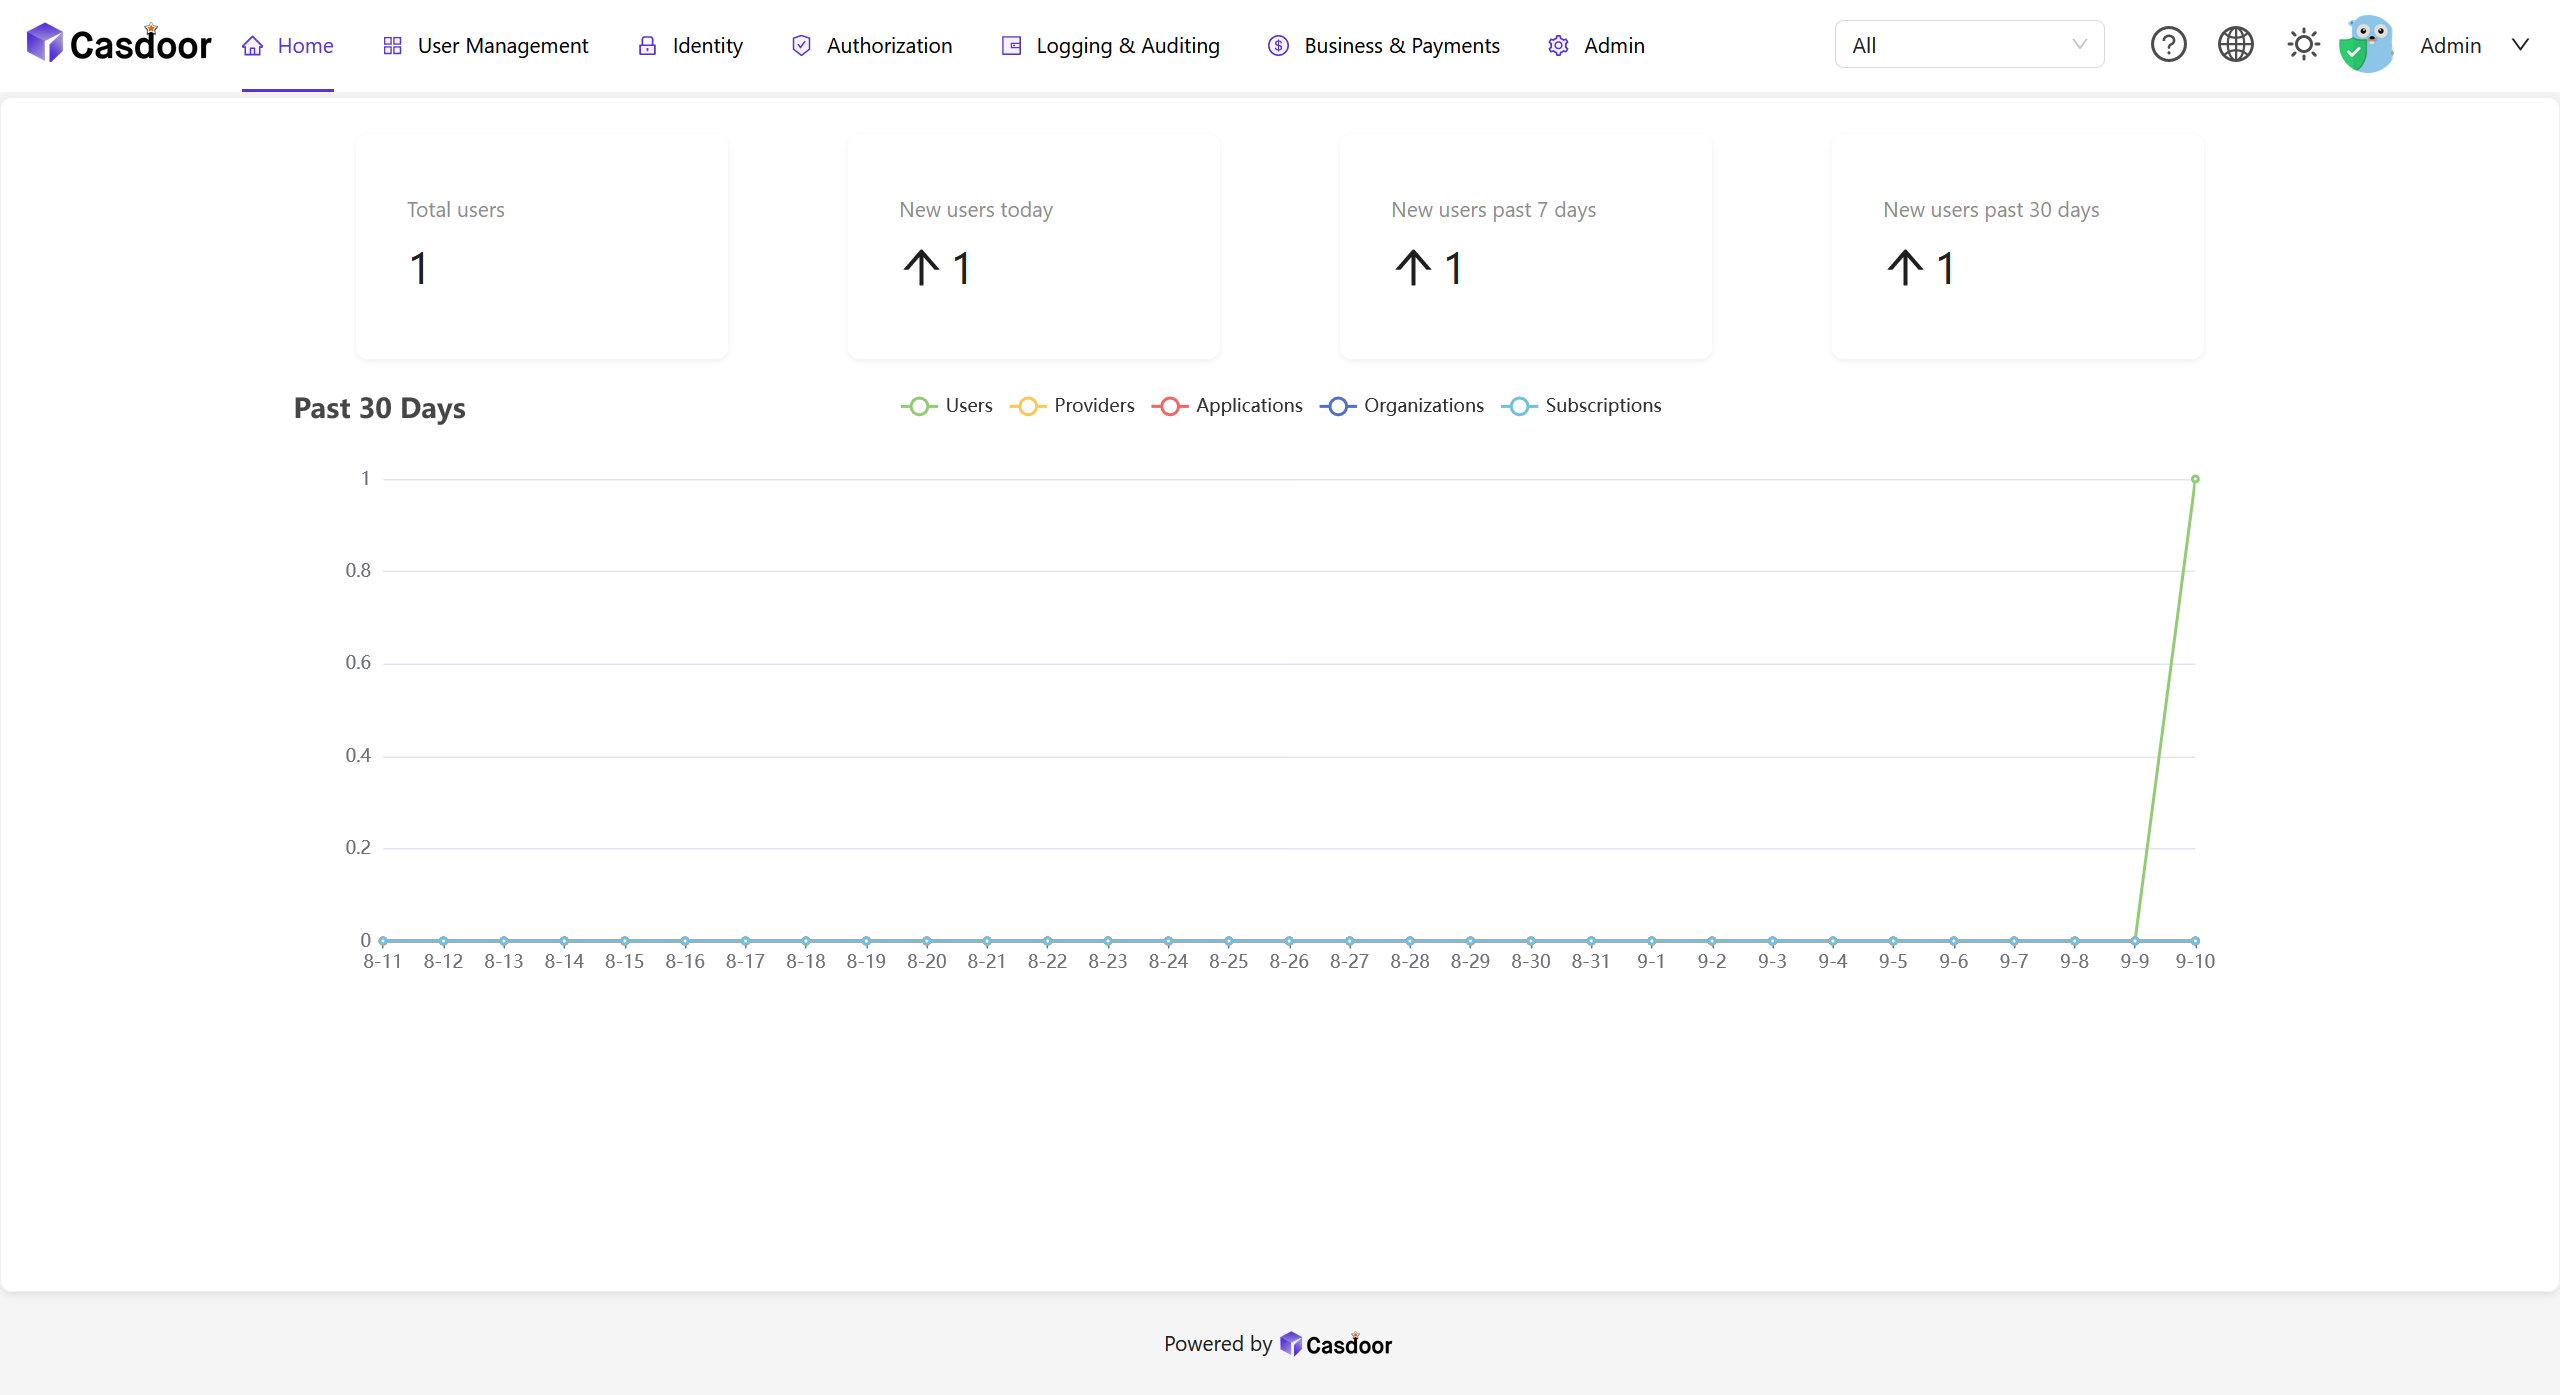 Casdoor Home User Management Identity Authorization Logging & Auditing Business & Payments Admin All Admin
Total users New users today New users past 7 days New users past 30 days
1 1 1 1
Past 30 Days Users Providers Applications Organizations Subscriptions
1
0.8
0.6
0.4
0.2
0
8-11 8-12 8-13 8-14 8-15 8-16 8-17 8-18 8-19 8-20 8-21 8-22 8-23 8-24 8-25 8-26 8-27 8-28 8-29 8-30 8-31 9-1 9-2 9-3 9-4 9-5 9-6 9-7 9-8 9-9 9-10
Powered by Casdoor